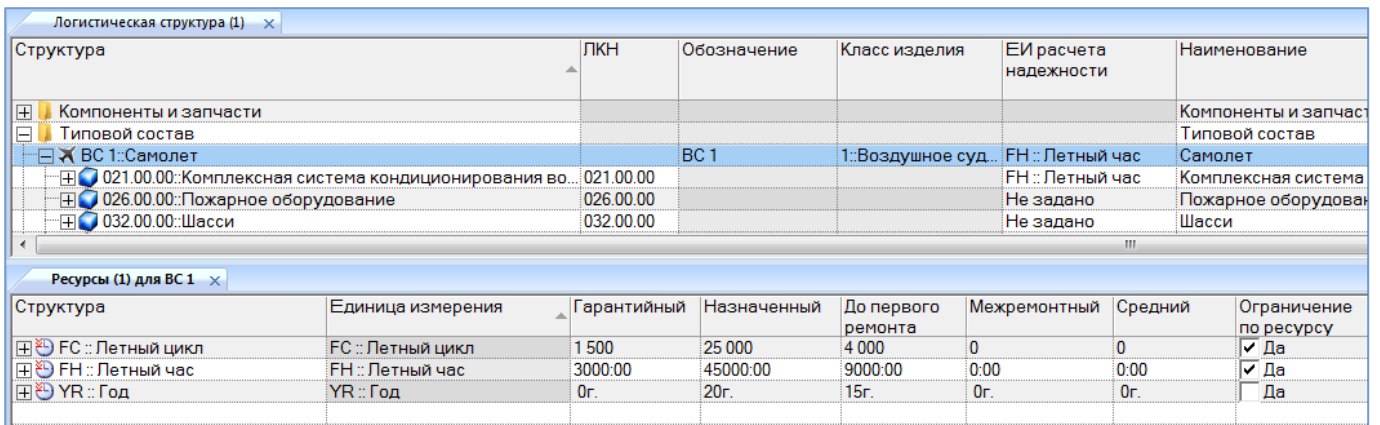 Логистическая структура (1)
Структура ЛКН Обозначение Класс изделия ЕИ расчета надежности Наименование
Компоненты и запчасти Компоненты и запчаст
Типовой состав Типовой состав
ВС 1::Самолет ВС 1 1::Воздушное суд... FH :: Летный час Самолет
021.00.00::Комплексная система кондиционирования во... 021.00.00 FH :: Летный час Комплексная система
026.00.00::Пожарное оборудование 026.00.00 Не задано Пожарное оборудован
032.00.00::Шасси 032.00.00 Не задано Шасси
Ресурсы (1) для ВС 1
Структура Единица измерения Гарантийный Назначенный До первого ремонта Межремонтный Средний Ограничение по ресурсу
FC :: Летный цикл FC :: Летный цикл 1 500 25 000 4 000 0 0 Да
FH :: Летный час FH :: Летный час 3000:00 45000:00 9000:00 0:00 0:00 Да
YR :: Год YR :: Год 0г. 20г. 15г. 0г. 0г. Да